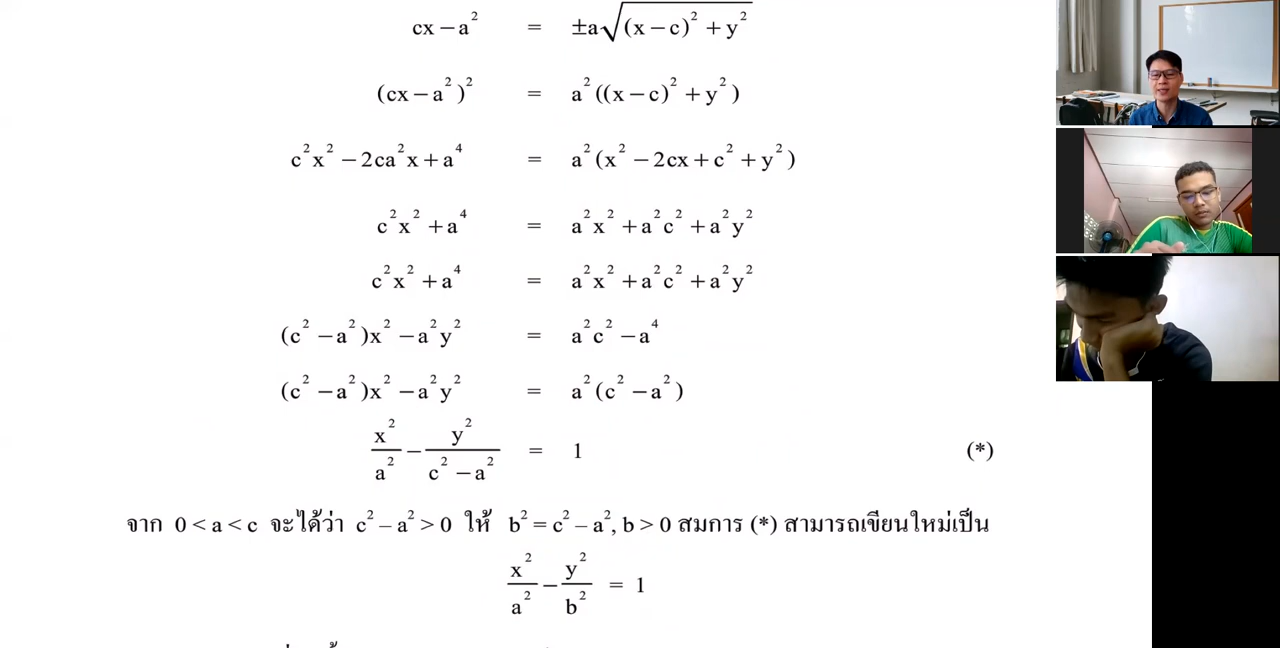 cx − a² = ±a√((x − c)² + y²)
(cx − a²)² = a²((x − c)² + y²)
c²x² − 2ca²x + a⁴ = a²(x² − 2cx + c² + y²)
c²x² + a⁴ = a²x² + a²c² + a²y²
c²x² + a⁴ = a²x² + a²c² + a²y²
(c² − a²)x² − a²y² = a²c² − a⁴
(c² − a²)x² − a²y² = a²(c² − a²)
x²/a² − y²/(c² − a²) = 1 (*)
จาก 0 < a < c จะได้ว่า c² – a² > 0 ให้ b² = c² – a², b > 0 สมการ (*) สามารถเขียนใหม่เป็น
x²/a² − y²/b² = 1